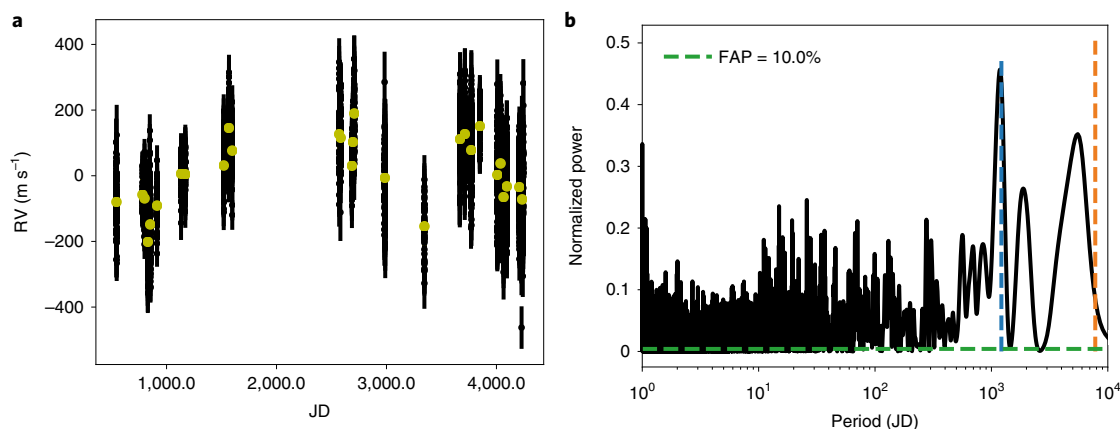 a
400
200
0
−200
−400
RV (m s⁻¹)
1,000.0 2,000.0 3,000.0 4,000.0
JD
b
FAP = 10.0%
0.5
0.4
0.3
0.2
0.1
0
Normalized power
10⁰ 10¹ 10² 10³ 10⁴
Period (JD)